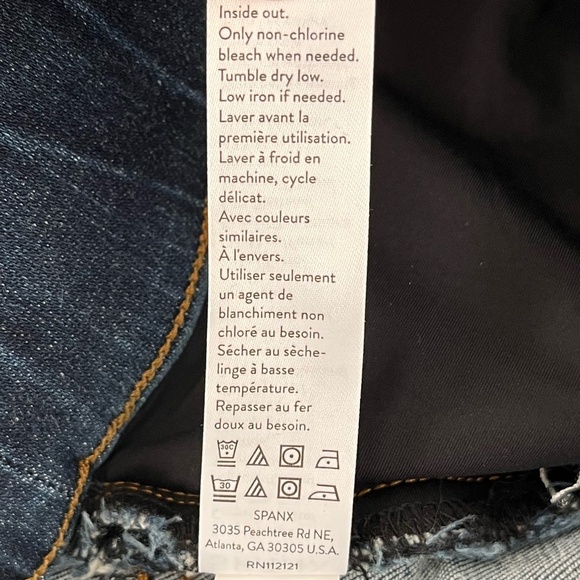 Inside out.
Only non-chlorine
bleach when needed.
Tumble dry low.
Low iron if needed.
Laver avant la
première utilisation.
Laver à froid en
machine, cycle
délicat.
Avec couleurs
similaires.
À l'envers.
Utiliser seulement
un agent de
blanchiment non
chloré au besoin.
Sécher au sèche-
linge à basse
température.
Repasser au fer
doux au besoin.
30C
30
SPANX
3035 Peachtree Rd NE,
Atlanta, GA 30305 U.S.A.
RN112121